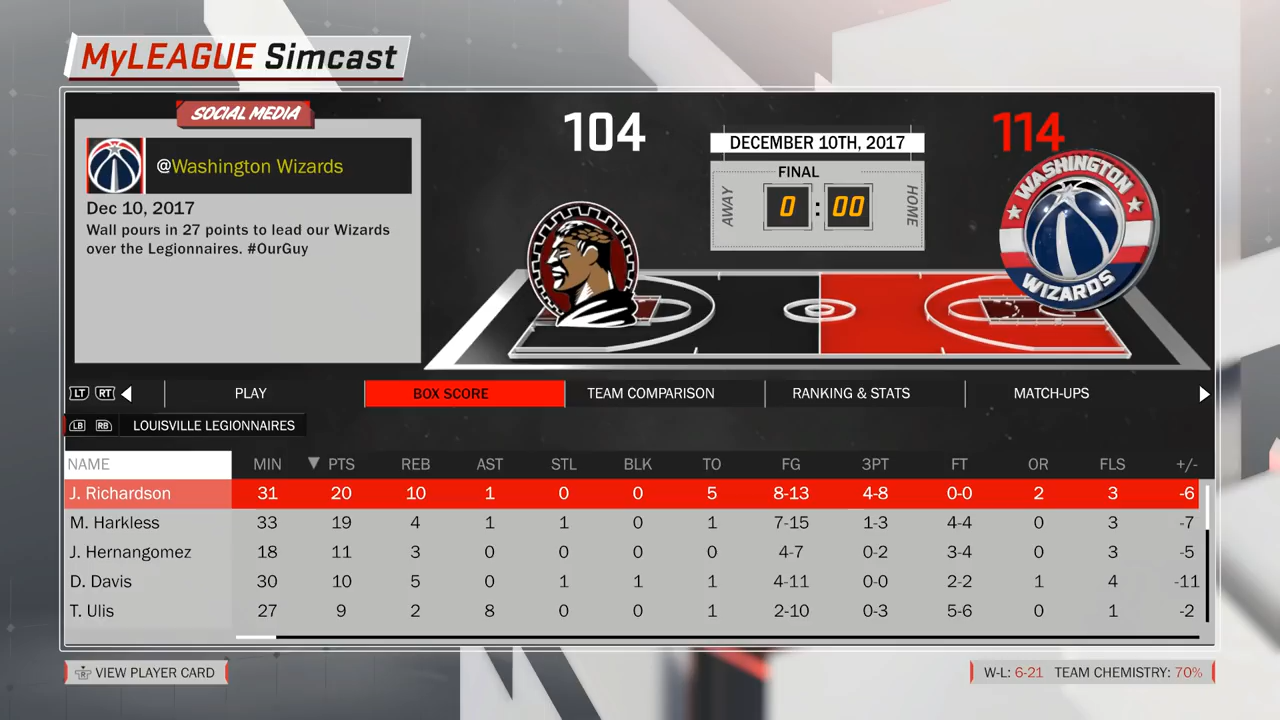 MyLEAGUE Simcast
SOCIAL MEDIA
@Washington Wizards
Dec 10, 2017
Wall pours in 27 points to lead our Wizards
over the Legionnaires. #OurGuy
104
114
DECEMBER 10TH, 2017
FINAL
AWAY
0 : 00
HOME
WASHINGTON
WIZARDS
LT RT PLAY BOX SCORE TEAM COMPARISON RANKING & STATS MATCH-UPS
LB RB LOUISVILLE LEGIONNAIRES
NAME MIN PTS REB AST STL BLK TO FG 3PT FT OR FLS +/-
J. Richardson 31 20 10 1 0 0 5 8-13 4-8 0-0 2 3 -6
M. Harkless 33 19 4 1 1 0 1 7-15 1-3 4-4 0 3 -7
J. Hernangomez 18 11 3 0 0 0 0 4-7 0-2 3-4 0 3 -5
D. Davis 30 10 5 0 1 1 1 4-11 0-0 2-2 1 4 -11
T. Ulis 27 9 2 8 0 0 1 2-10 0-3 5-6 0 1 -2
R VIEW PLAYER CARD
W-L: 6-21 TEAM CHEMISTRY: 70%